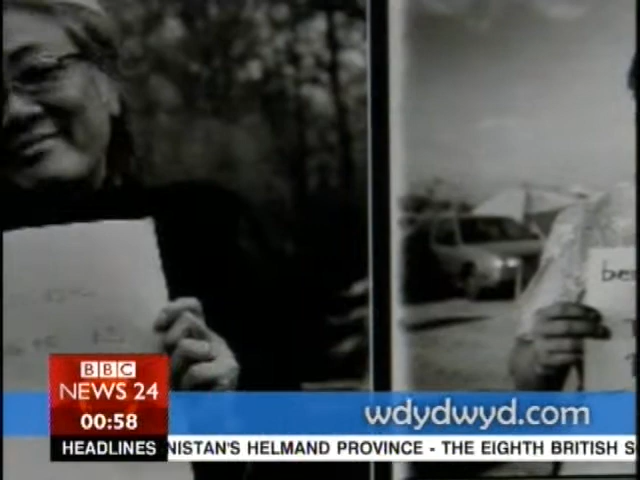 be
BBC
NEWS 24
00:58
wdydwyd.com
HEADLINES
NISTAN'S HELMAND PROVINCE - THE EIGHTH BRITISH S